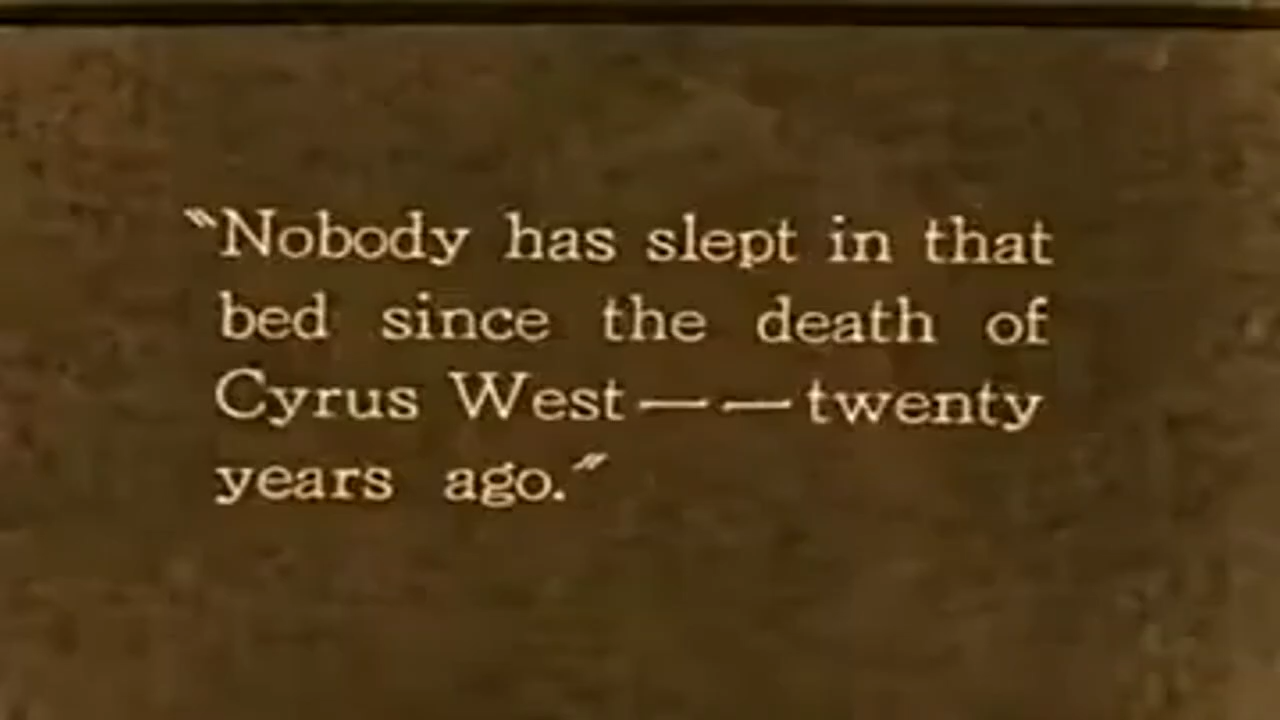 "Nobody has slept in that
bed since the death of
Cyrus West——twenty
years ago."